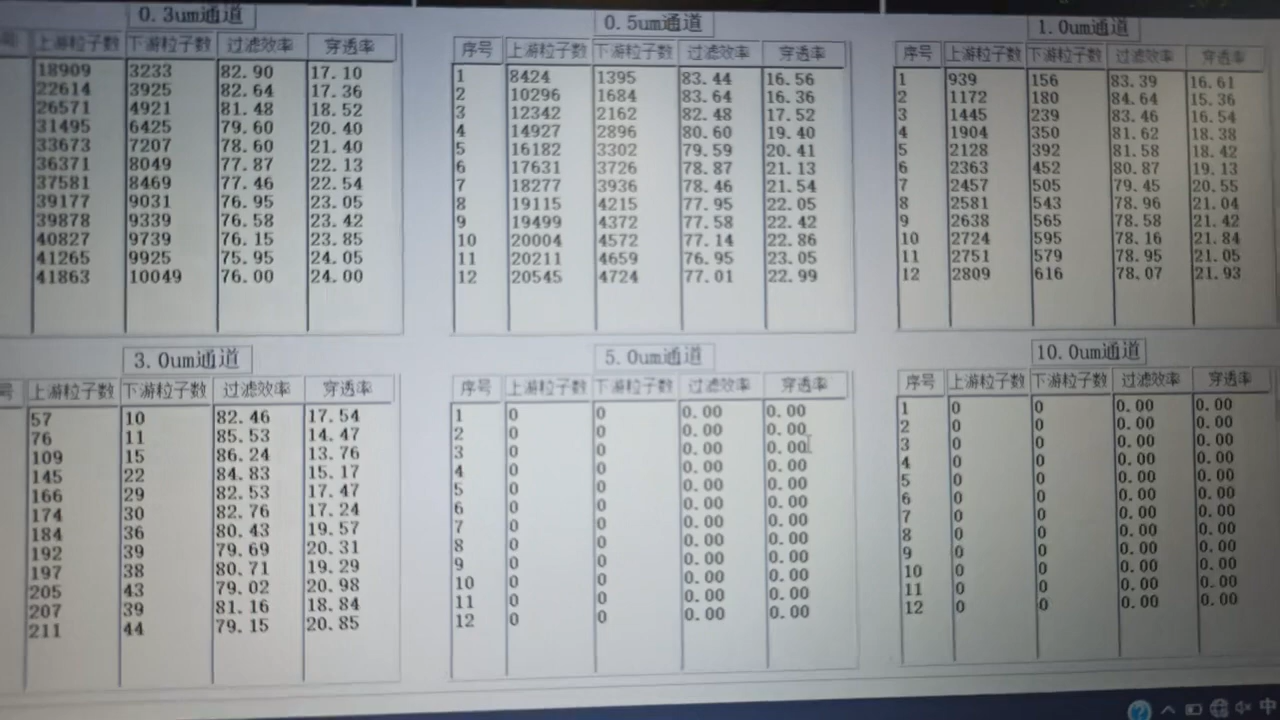 0.3um通道
号 上游粒子数 下游粒子数 过滤效率 穿透率
18909 3233 82.90 17.10
22614 3925 82.64 17.36
26571 4921 81.48 18.52
31495 6425 79.60 20.40
33673 7207 78.60 21.40
36371 8049 77.87 22.13
37581 8469 77.46 22.54
39177 9031 76.95 23.05
39878 9339 76.58 23.42
40827 9739 76.15 23.85
41265 9925 75.95 24.05
41863 10049 76.00 24.00
0.5um通道
序号 上游粒子数 下游粒子数 过滤效率 穿透率
1 8424 1395 83.44 16.56
2 10296 1684 83.64 16.36
3 12342 2162 82.48 17.52
4 14927 2896 80.60 19.40
5 16182 3302 79.59 20.41
6 17631 3726 78.87 21.13
7 18277 3936 78.46 21.54
8 19115 4215 77.95 22.05
9 19499 4372 77.58 22.42
10 20004 4572 77.14 22.86
11 20211 4659 76.95 23.05
12 20545 4724 77.01 22.99
1.0um通道
序号 上游粒子数 下游粒子数 过滤效率 穿透率
1 939 156 83.39 16.61
2 1172 180 84.64 15.36
3 1445 239 83.46 16.54
4 1904 350 81.62 18.38
5 2128 392 81.58 18.42
6 2363 452 80.87 19.13
7 2457 505 79.45 20.55
8 2581 543 78.96 21.04
9 2638 565 78.58 21.42
10 2724 595 78.16 21.84
11 2751 579 78.95 21.05
12 2809 616 78.07 21.93
3.0um通道
号 上游粒子数 下游粒子数 过滤效率 穿透率
57 10 82.46 17.54
76 11 85.53 14.47
109 15 86.24 13.76
145 22 84.83 15.17
166 29 82.53 17.47
174 30 82.76 17.24
184 36 80.43 19.57
192 39 79.69 20.31
197 38 80.71 19.29
205 43 79.02 20.98
207 39 81.16 18.84
211 44 79.15 20.85
5.0um通道
序号 上游粒子数 下游粒子数 过滤效率 穿透率
1 0 0 0.00 0.00
2 0 0 0.00 0.00
3 0 0 0.00 0.00
4 0 0 0.00 0.00
5 0 0 0.00 0.00
6 0 0 0.00 0.00
7 0 0 0.00 0.00
8 0 0 0.00 0.00
9 0 0 0.00 0.00
10 0 0 0.00 0.00
11 0 0 0.00 0.00
12 0 0 0.00 0.00
10.0um通道
序号 上游粒子数 下游粒子数 过滤效率 穿透率
1 0 0 0.00 0.00
2 0 0 0.00 0.00
3 0 0 0.00 0.00
4 0 0 0.00 0.00
5 0 0 0.00 0.00
6 0 0 0.00 0.00
7 0 0 0.00 0.00
8 0 0 0.00 0.00
9 0 0 0.00 0.00
10 0 0 0.00 0.00
11 0 0 0.00 0.00
12 0 0 0.00 0.00
中